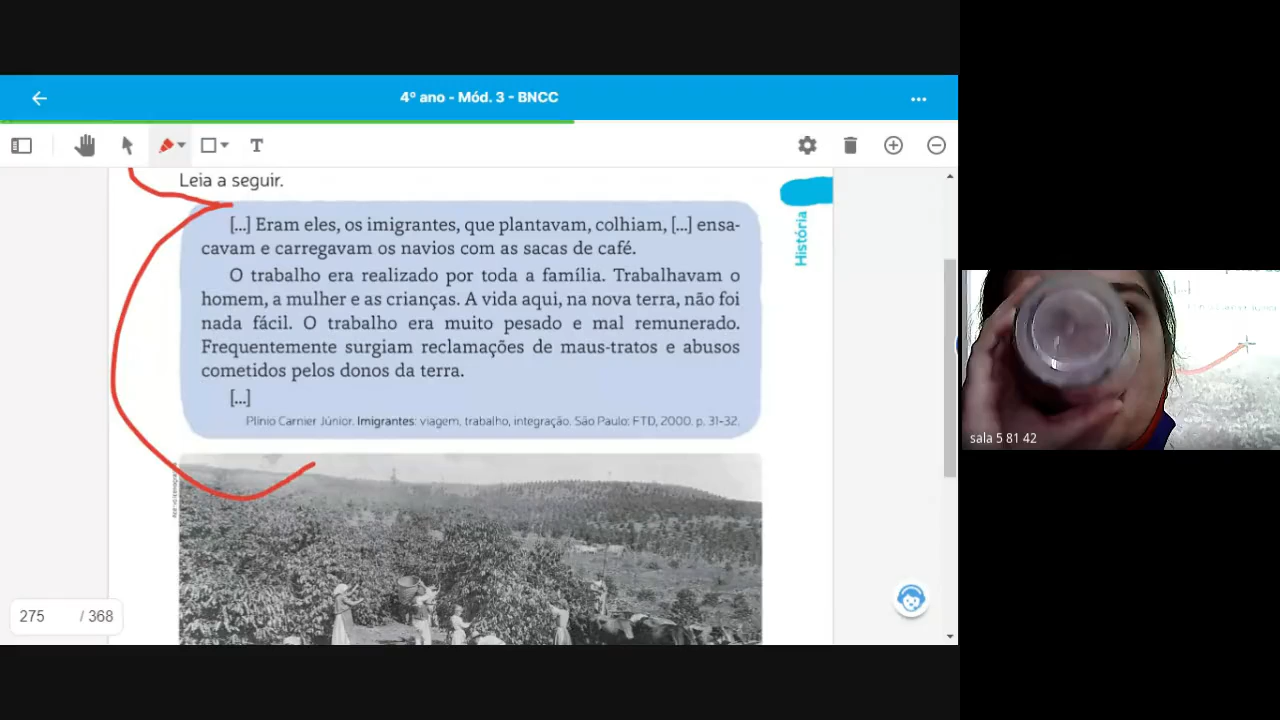 4º ano - Mód. 3 - BNCC
T
Leia a seguir.
História
[...] Eram eles, os imigrantes, que plantavam, colhiam, [...] ensa-
cavam e carregavam os navios com as sacas de café.
O trabalho era realizado por toda a família. Trabalhavam o
homem, a mulher e as crianças. A vida aqui, na nova terra, não foi
nada fácil. O trabalho era muito pesado e mal remunerado.
Frequentemente surgiam reclamações de maus-tratos e abusos
cometidos pelos donos da terra.
[...]
Plínio Carnier Júnior. Imigrantes: viagem, trabalho, integração. São Paulo: FTD, 2000. p. 31-32.
275 / 368
sala 5 81 42